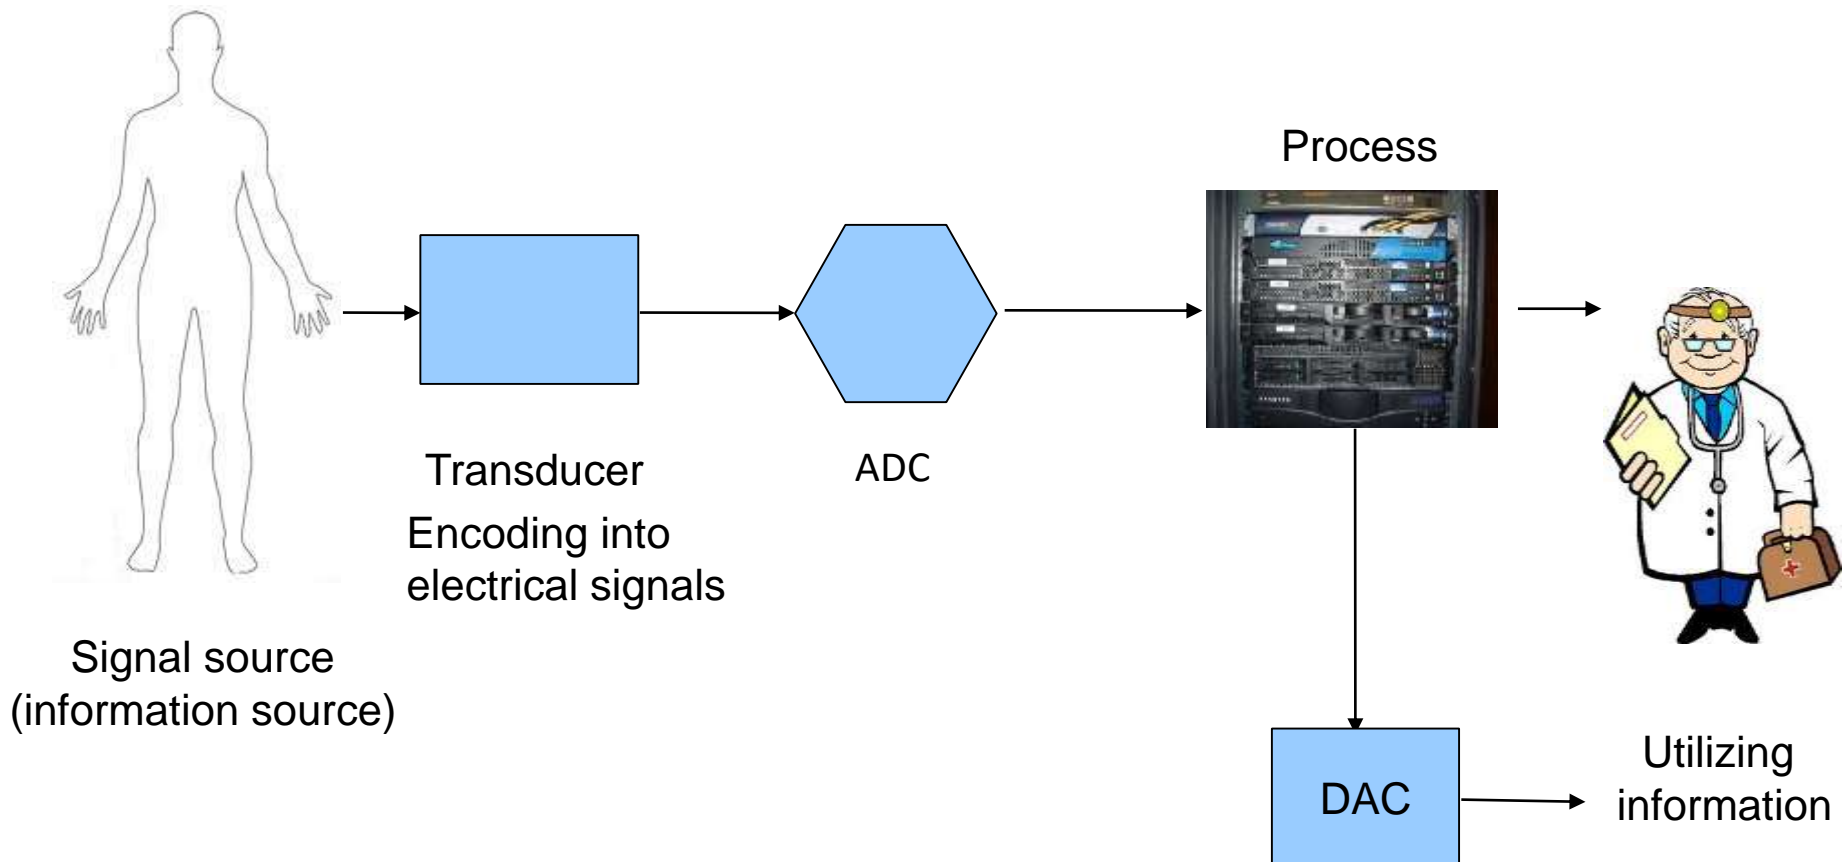 Process
Transducer
Encoding into
electrical signals
ADC
Signal source
(information source)
DAC
Utilizing
information